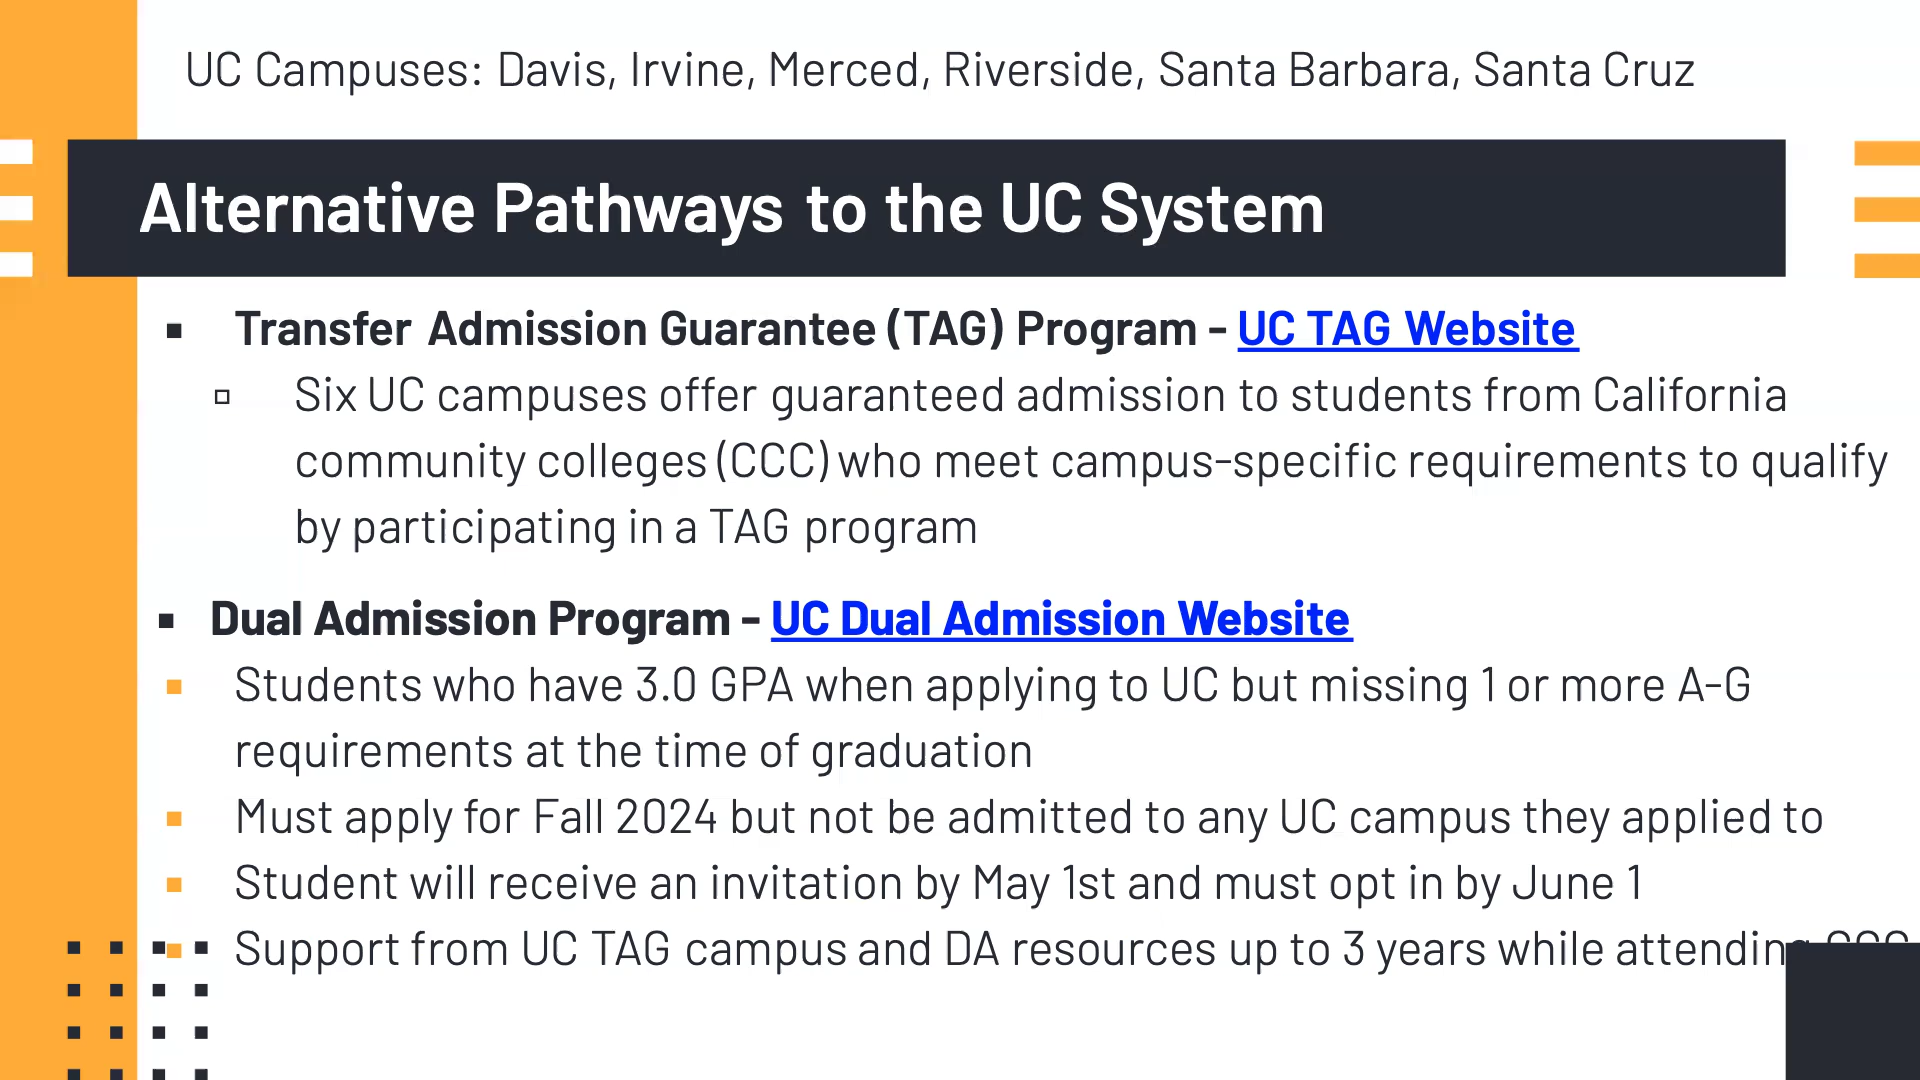 UC Campuses: Davis, Irvine, Merced, Riverside, Santa Barbara, Santa Cruz
Alternative Pathways to the UC System
Transfer Admission Guarantee (TAG) Program - UC TAG Website
Six UC campuses offer guaranteed admission to students from California
community colleges (CCC) who meet campus-specific requirements to qualify
by participating in a TAG program
Dual Admission Program - UC Dual Admission Website
Students who have 3.0 GPA when applying to UC but missing 1 or more A-G
requirements at the time of graduation
Must apply for Fall 2024 but not be admitted to any UC campus they applied to
Student will receive an invitation by May 1st and must opt in by June 1
Support from UC TAG campus and DA resources up to 3 years while attending